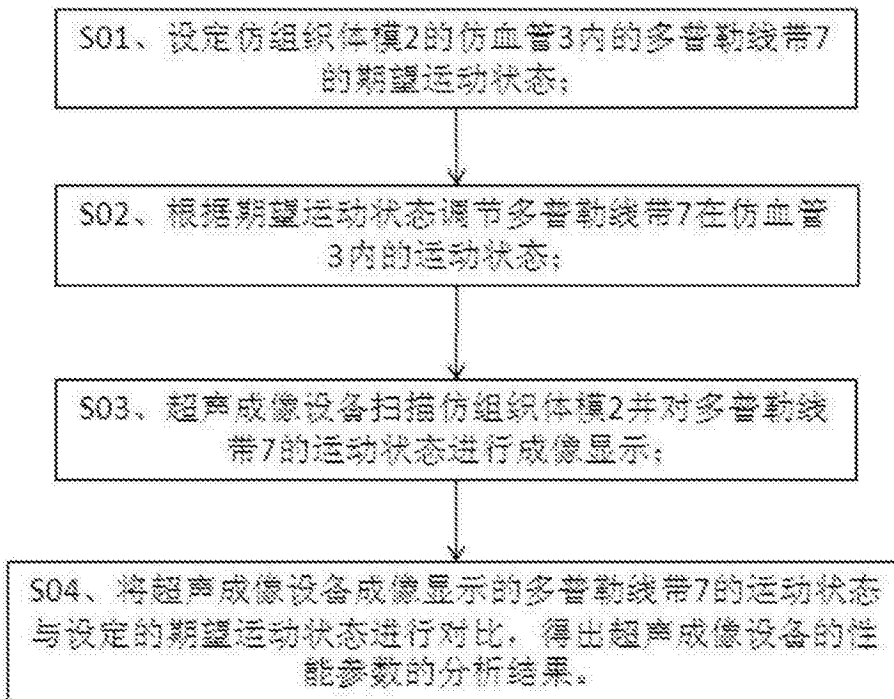 S01、设定仿组织体模2的仿血管3内的多普勒线带7
的期望运动状态；
S02、根据期望运动状态调节多普勒线带7在仿血管
3内的运动状态；
S03、超声成像设备扫描仿组织体模2并对多普勒线
带7的运动状态进行成像显示；
S04、将超声成像设备成像显示的多普勒线带7的运动状态
与设定的期望运动状态进行对比，得出超声成像设备的性
能参数的分析结果。